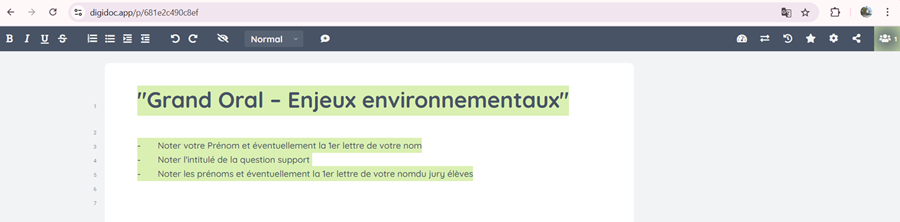 digidoc.app/p/681e2c490c8ef
B I U S Normal 1
1 "Grand Oral – Enjeux environnementaux"
2
3 - Noter votre Prénom et éventuellement la 1er lettre de votre nom
4 - Noter l'intitulé de la question support
5 - Noter les prénoms et éventuellement la 1er lettre de votre nomdu jury élèves
6
7